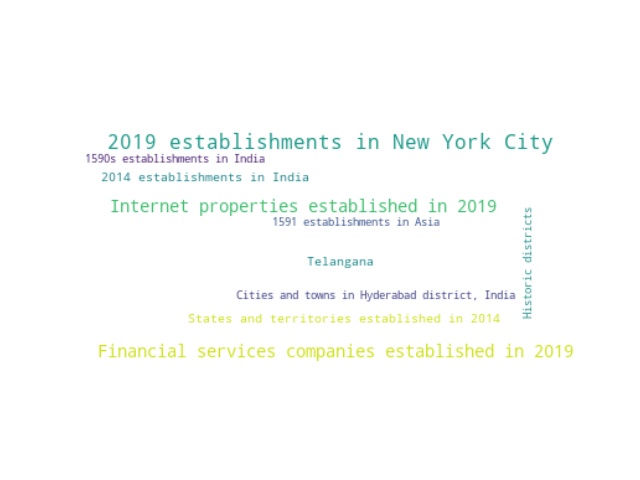 2019 establishments in New York City
1590s establishments in India
2014 establishments in India
Internet properties established in 2019
1591 establishments in Asia
Historic districts
Telangana
Cities and towns in Hyderabad district, India
States and territories established in 2014
Financial services companies established in 2019